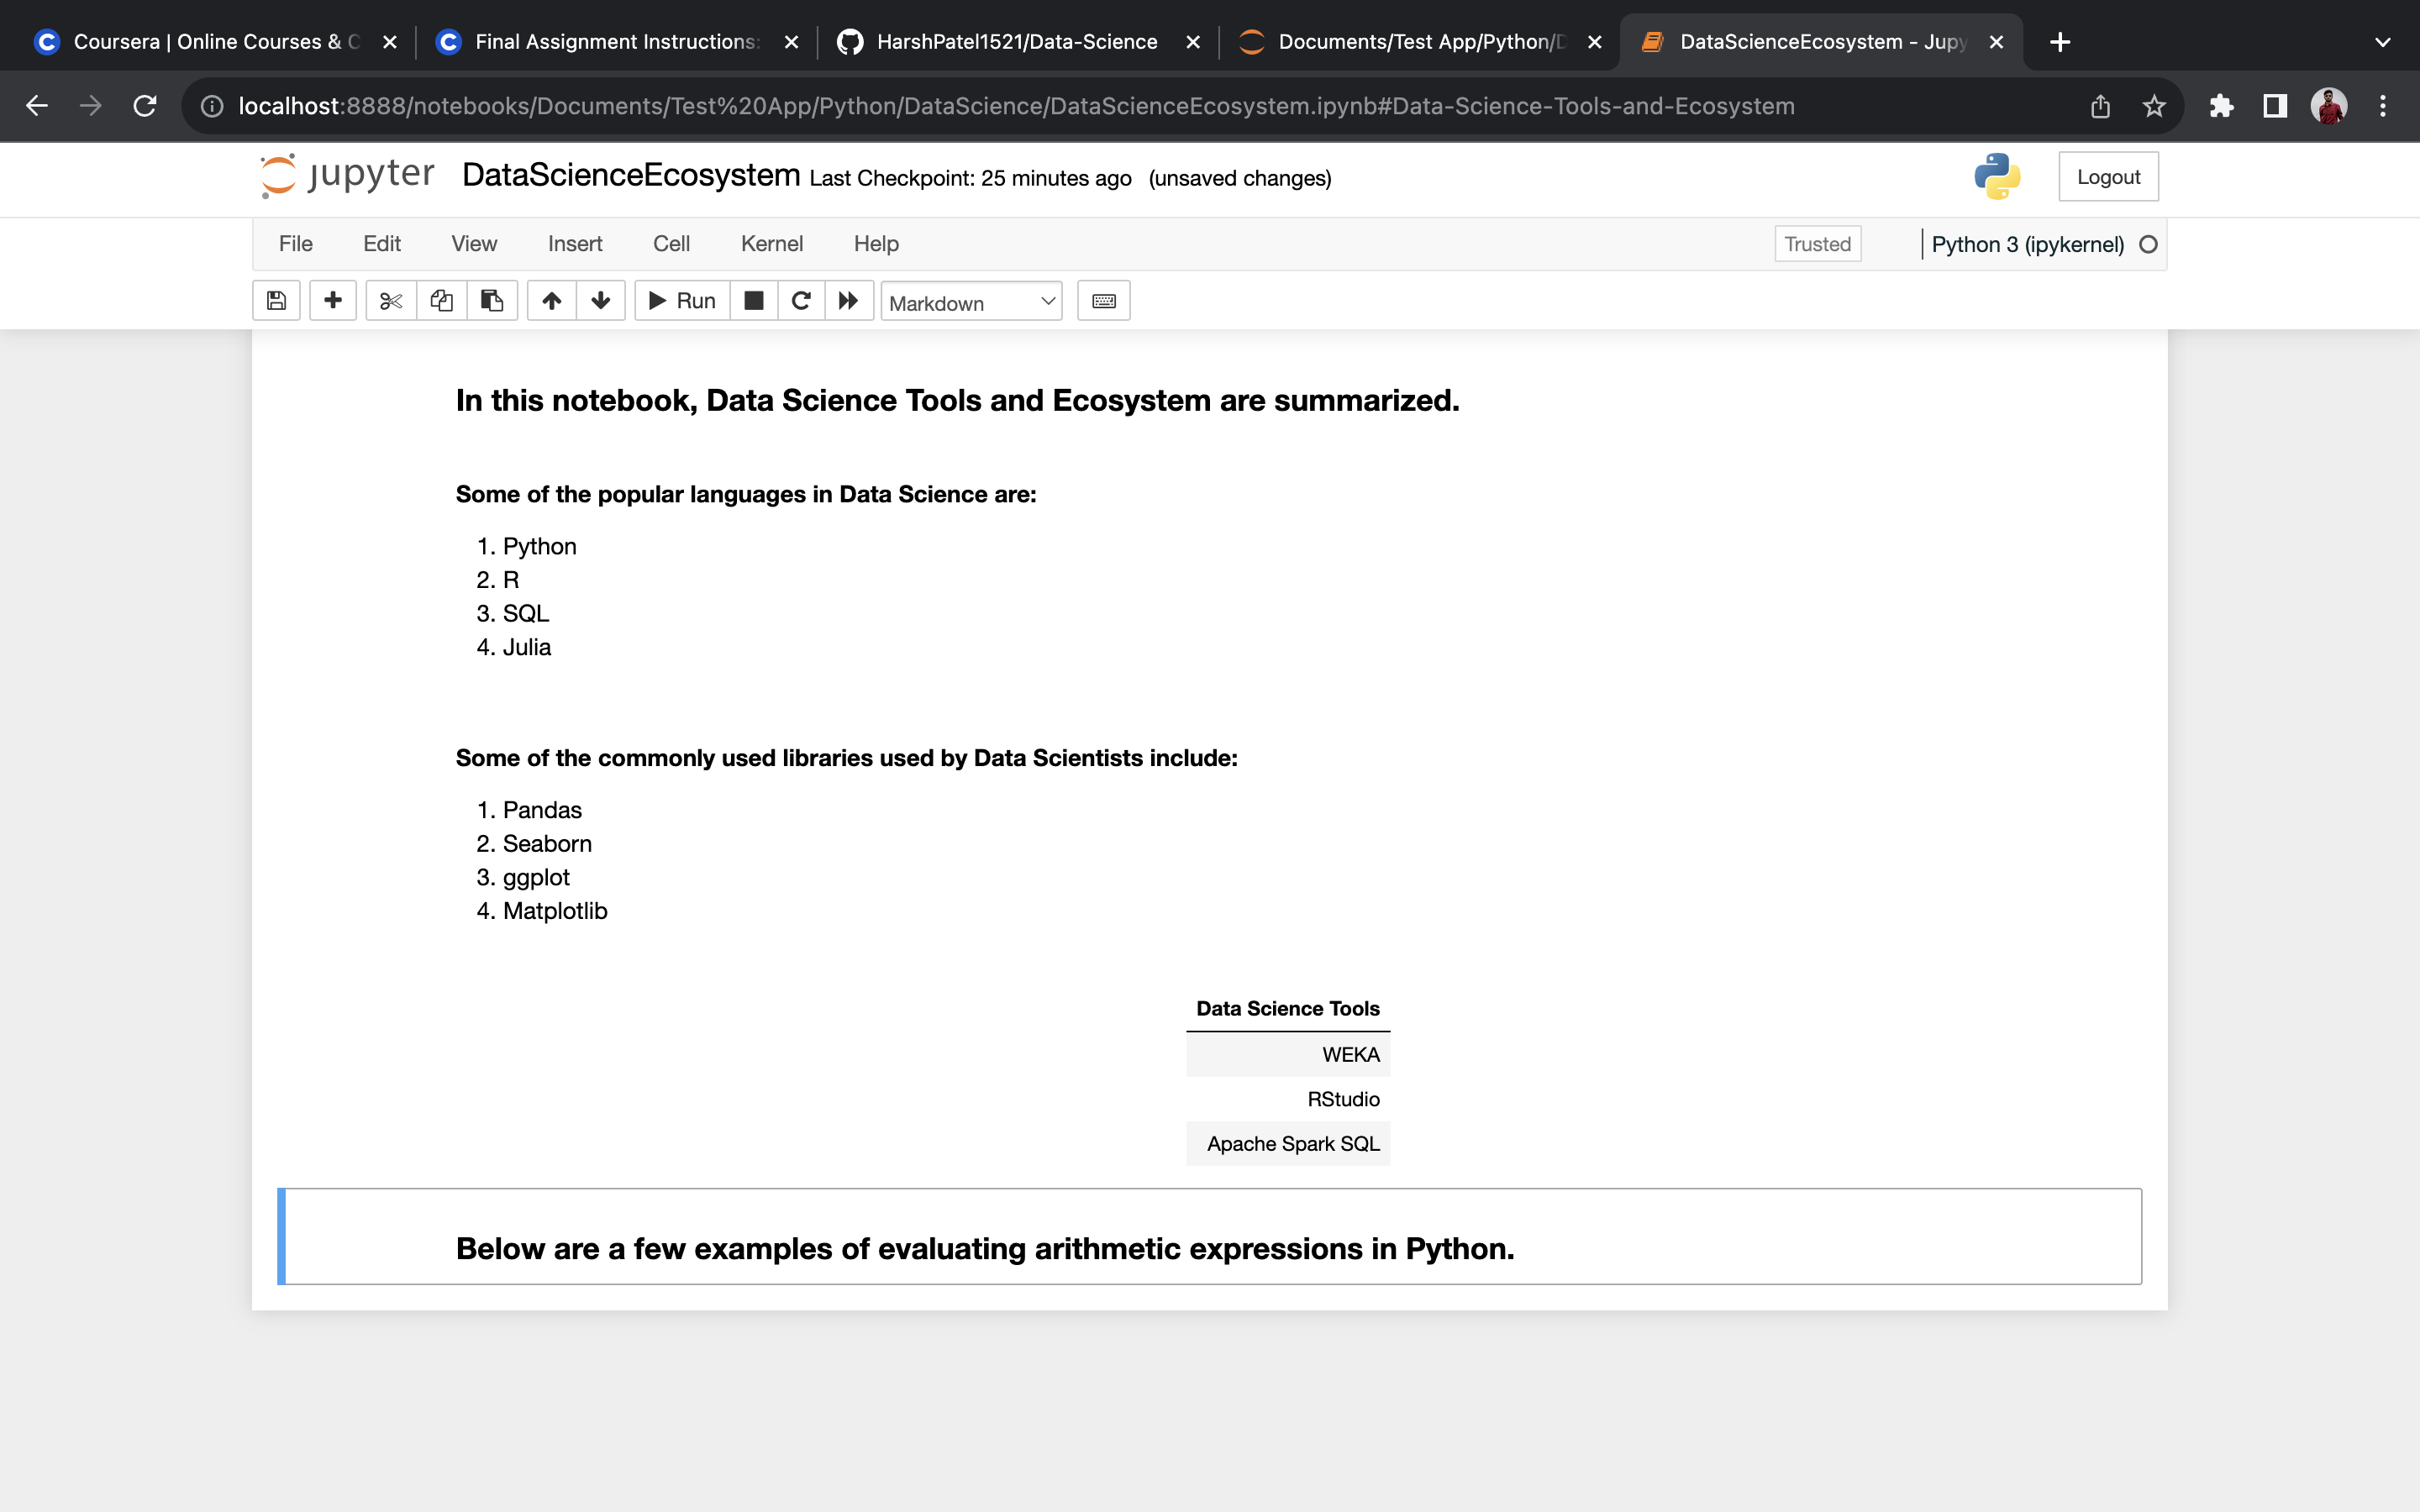 Coursera | Online Courses &
Final Assignment Instructions:
HarshPatel1521/Data-Science
Documents/Test App/Python/D
DataScienceEcosystem - Jupy
localhost:8888/notebooks/Documents/Test%20App/Python/DataScience/DataScienceEcosystem.ipynb#Data-Science-Tools-and-Ecosystem
jupyter DataScienceEcosystem Last Checkpoint: 25 minutes ago (unsaved changes)
Logout
File Edit View Insert Cell Kernel Help
Trusted
Python 3 (ipykernel)
Run
Markdown
In this notebook, Data Science Tools and Ecosystem are summarized.
Some of the popular languages in Data Science are:
1. Python
2. R
3. SQL
4. Julia
Some of the commonly used libraries used by Data Scientists include:
1. Pandas
2. Seaborn
3. ggplot
4. Matplotlib
Data Science Tools
WEKA
RStudio
Apache Spark SQL
Below are a few examples of evaluating arithmetic expressions in Python.